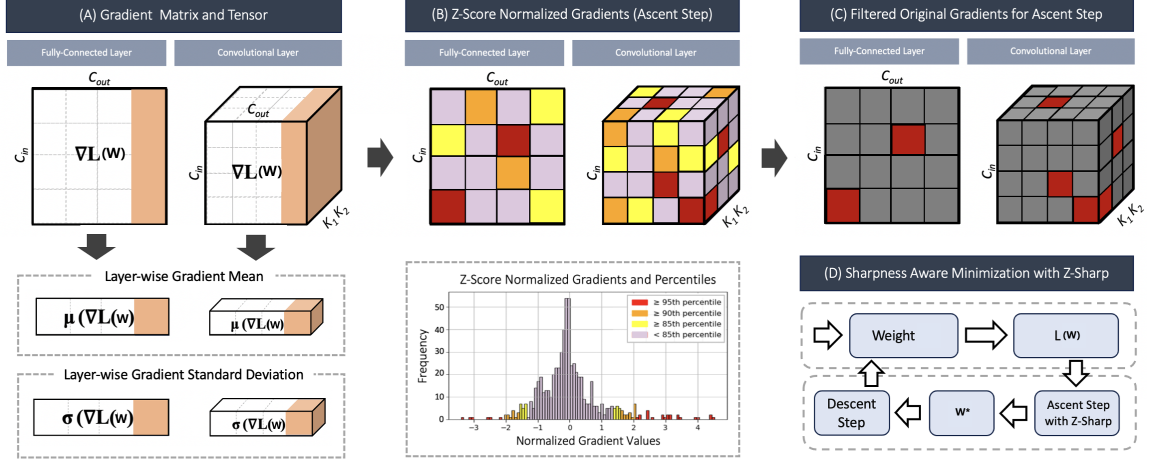 (A) Gradient Matrix and Tensor
Fully-Connected Layer
Convolutional Layer
C_out
C_in
∇L(W)
C_out
C_in
∇L(W)
K_1 K_2
Layer-wise Gradient Mean
μ (∇L(w)
μ (∇L(w)
Layer-wise Gradient Standard Deviation
σ (∇L(w)
σ (∇L(w)
(B) Z-Score Normalized Gradients (Ascent Step)
Fully-Connected Layer
Convolutional Layer
C_out
C_in
C_in
K_1 K_2
Z-Score Normalized Gradients and Percentiles
Frequency
50
40
30
20
10
0
≥ 95th percentile
≥ 90th percentile
≥ 85th percentile
< 85th percentile
−3 −2 −1 0 1 2 3 4
Normalized Gradient Values
(C) Filtered Original Gradients for Ascent Step
Fully-Connected Layer
Convolutional Layer
C_out
C_in
C_in
K_1 K_2
(D) Sharpness Aware Minimization with Z-Sharp
Weight
L (W)
Descent
Step
W*
Ascent Step
with Z-Sharp